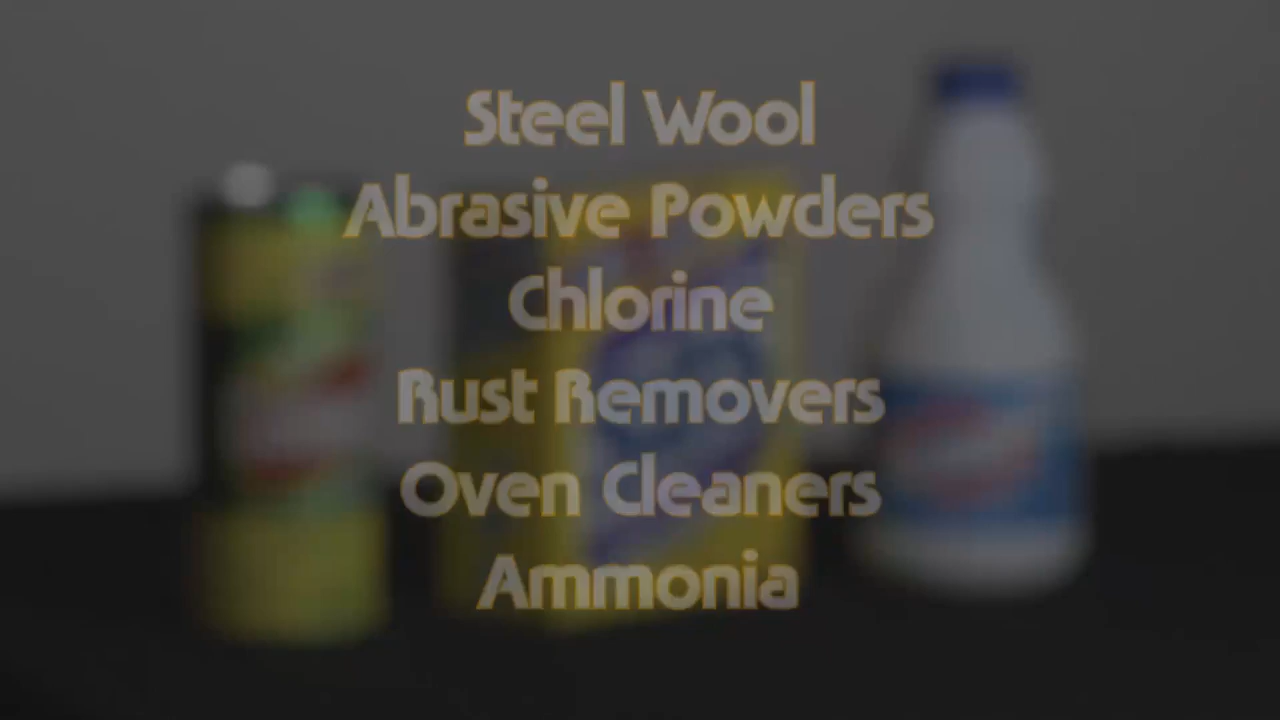 Steel Wool
Abrasive Powders
Chlorine
Rust Removers
Oven Cleaners
Ammonia